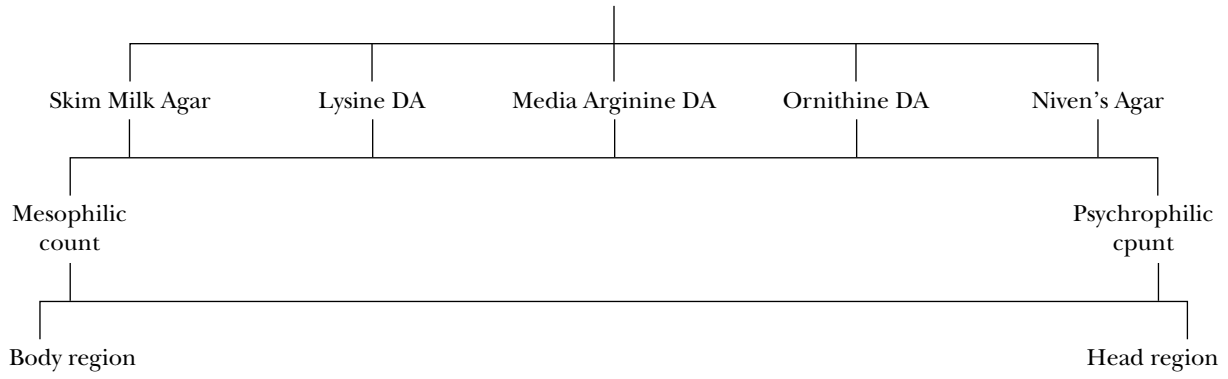 Skim Milk Agar Lysine DA Media Arginine DA Ornithine DA Niven’s Agar
Mesophilic
count
Psychrophilic
cpunt
Body region Head region